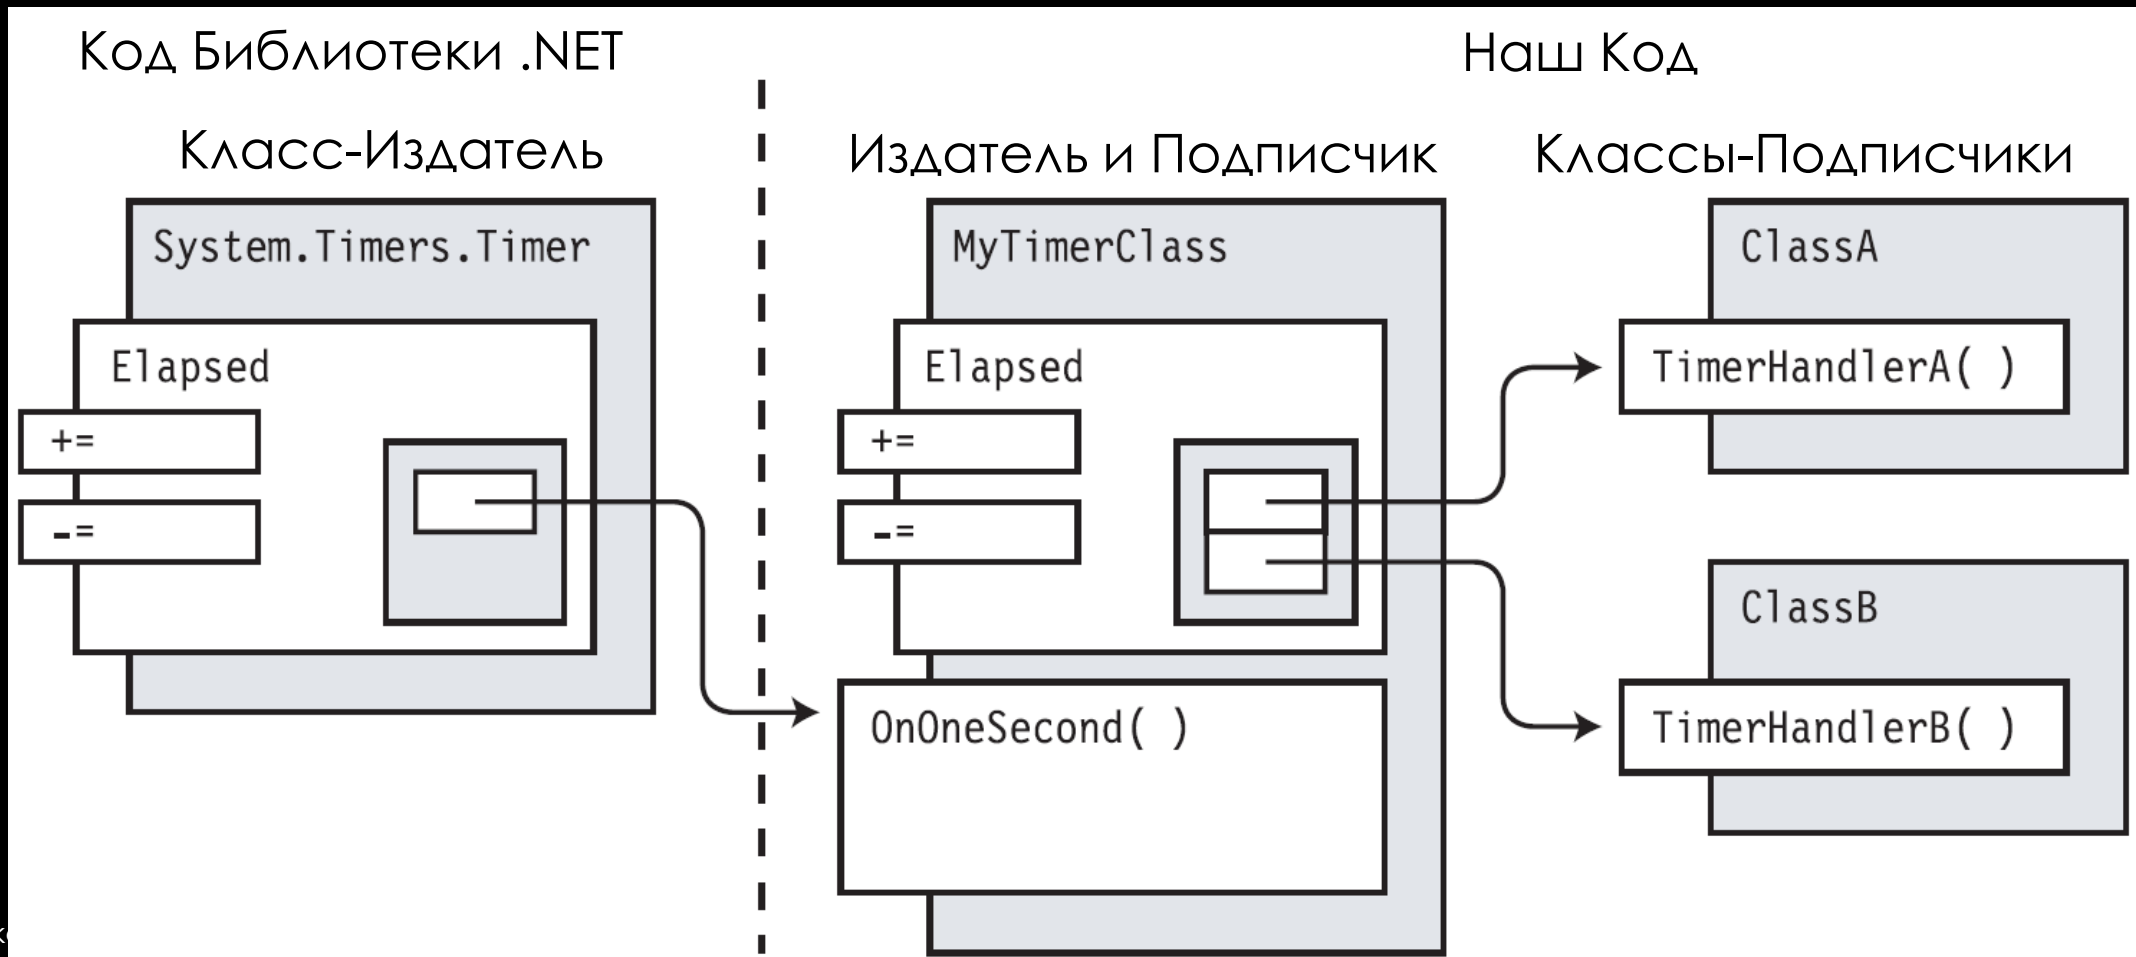 Код Библиотеки .NET
Наш Код
Класс-Издатель
Издатель и Подписчик
Классы-Подписчики
System.Timers.Timer
Elapsed
+=
-=
MyTimerClass
Elapsed
+=
-=
OnOneSecond( )
ClassA
TimerHandlerA( )
ClassB
TimerHandlerB( )